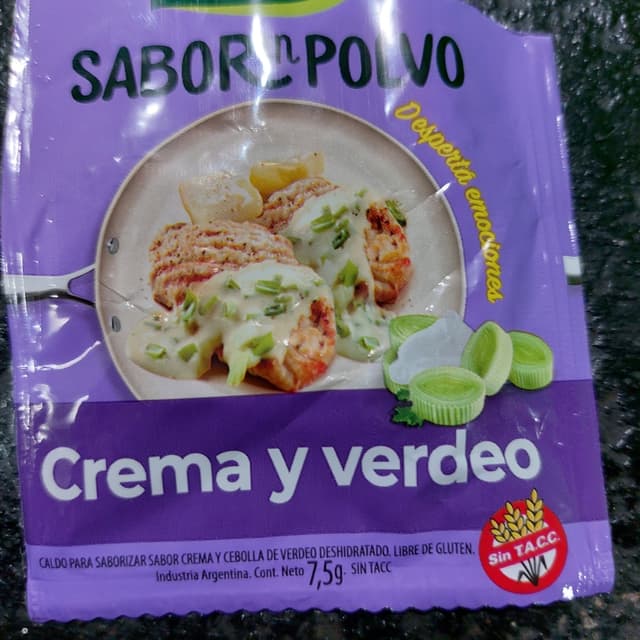 SABOR en POLVO
Despertá emociones
Crema y verdeo
CALDO PARA SABORIZAR SABOR CREMA Y CEBOLLA DE VERDEO DESHIDRATADO. LIBRE DE GLUTEN.
Industria Argentina. Cont. Neto 7,5g. SIN TACC
Sin T.A.C.C.